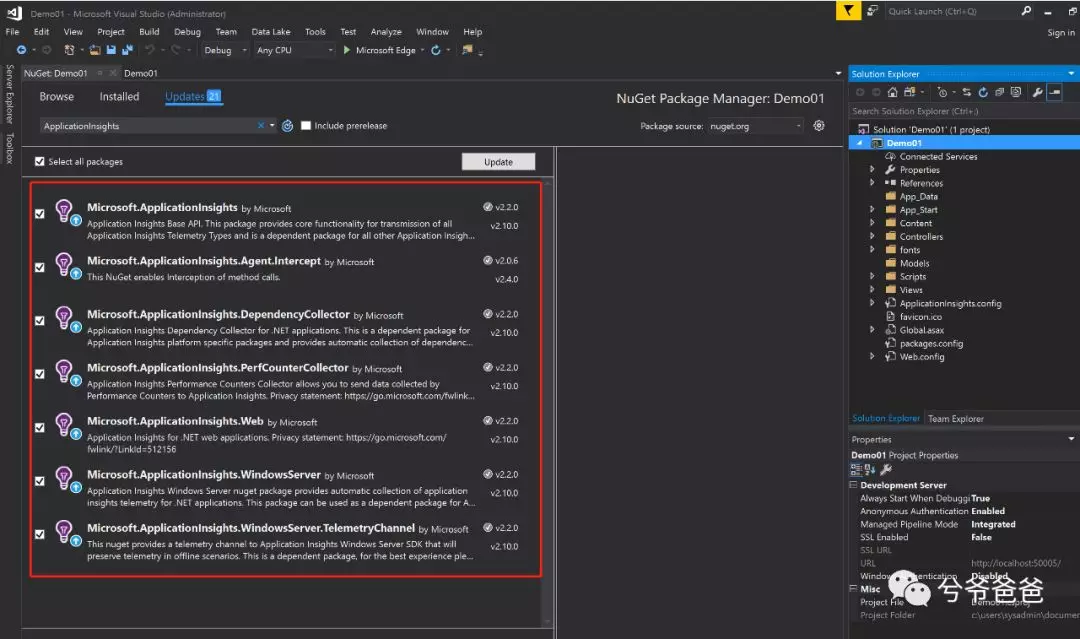 Demo01 - Microsoft Visual Studio (Administrator)
Quick Launch (Ctrl+Q)
File Edit View Project Build Debug Team Data Lake Tools Test Analyze Window Help
Sign in
Debug Any CPU Microsoft Edge
Server Explorer
Toolbox
NuGet: Demo01 Demo01
Browse Installed Updates 21
NuGet Package Manager: Demo01
ApplicationInsights
Include prerelease
Package source: nuget.org
Select all packages
Update
Microsoft.ApplicationInsights by Microsoft v2.2.0
Application Insights Base API. This package provides core functionality for transmission of all v2.10.0
Application Insights Telemetry Types and is a dependent package for all other Application Insigh...
Microsoft.ApplicationInsights.Agent.Intercept by Microsoft v2.0.6
This NuGet enables Interception of method calls. v2.4.0
Microsoft.ApplicationInsights.DependencyCollector by Microsoft v2.2.0
Application Insights Dependency Collector for .NET applications. This is a dependent package for v2.10.0
Application Insights platform specific packages and provides automatic collection of dependenc...
Microsoft.ApplicationInsights.PerfCounterCollector by Microsoft v2.2.0
Application Insights Performance Counters Collector allows you to send data collected by v2.10.0
Performance Counters to Application Insights. Privacy statement: https://go.microsoft.com/fwlink...
Microsoft.ApplicationInsights.Web by Microsoft v2.2.0
Application Insights for .NET web applications. Privacy statement: https://go.microsoft.com/ v2.10.0
fwlink/?LinkId=512156
Microsoft.ApplicationInsights.WindowsServer by Microsoft v2.2.0
Application Insights Windows Server nuget package provides automatic collection of application v2.10.0
insights telemetry for .NET applications. This package can be used as a dependent package for A...
Microsoft.ApplicationInsights.WindowsServer.TelemetryChannel by Microsoft v2.2.0
This nuget provides a telemetry channel to Application Insights Windows Server SDK that will v2.10.0
preserve telemetry in offline scenarios. This is a dependent package, for the best experience ple...
Solution Explorer
Search Solution Explorer (Ctrl+;)
Solution 'Demo01' (1 project)
Demo01
Connected Services
Properties
References
App_Data
App_Start
Content
Controllers
fonts
Models
Scripts
Views
ApplicationInsights.config
favicon.ico
Global.asax
packages.config
Web.config
Solution Explorer Team Explorer
Properties
Demo01 Project Properties
Development Server
Always Start When Debuggi True
Anonymous Authentication Enabled
Managed Pipeline Mode Integrated
SSL Enabled False
SSL URL
URL http://localhost:50005/
Disabled
Misc
Project File
Project Folder c:\users\sysadmin\documen
兮爷爸爸